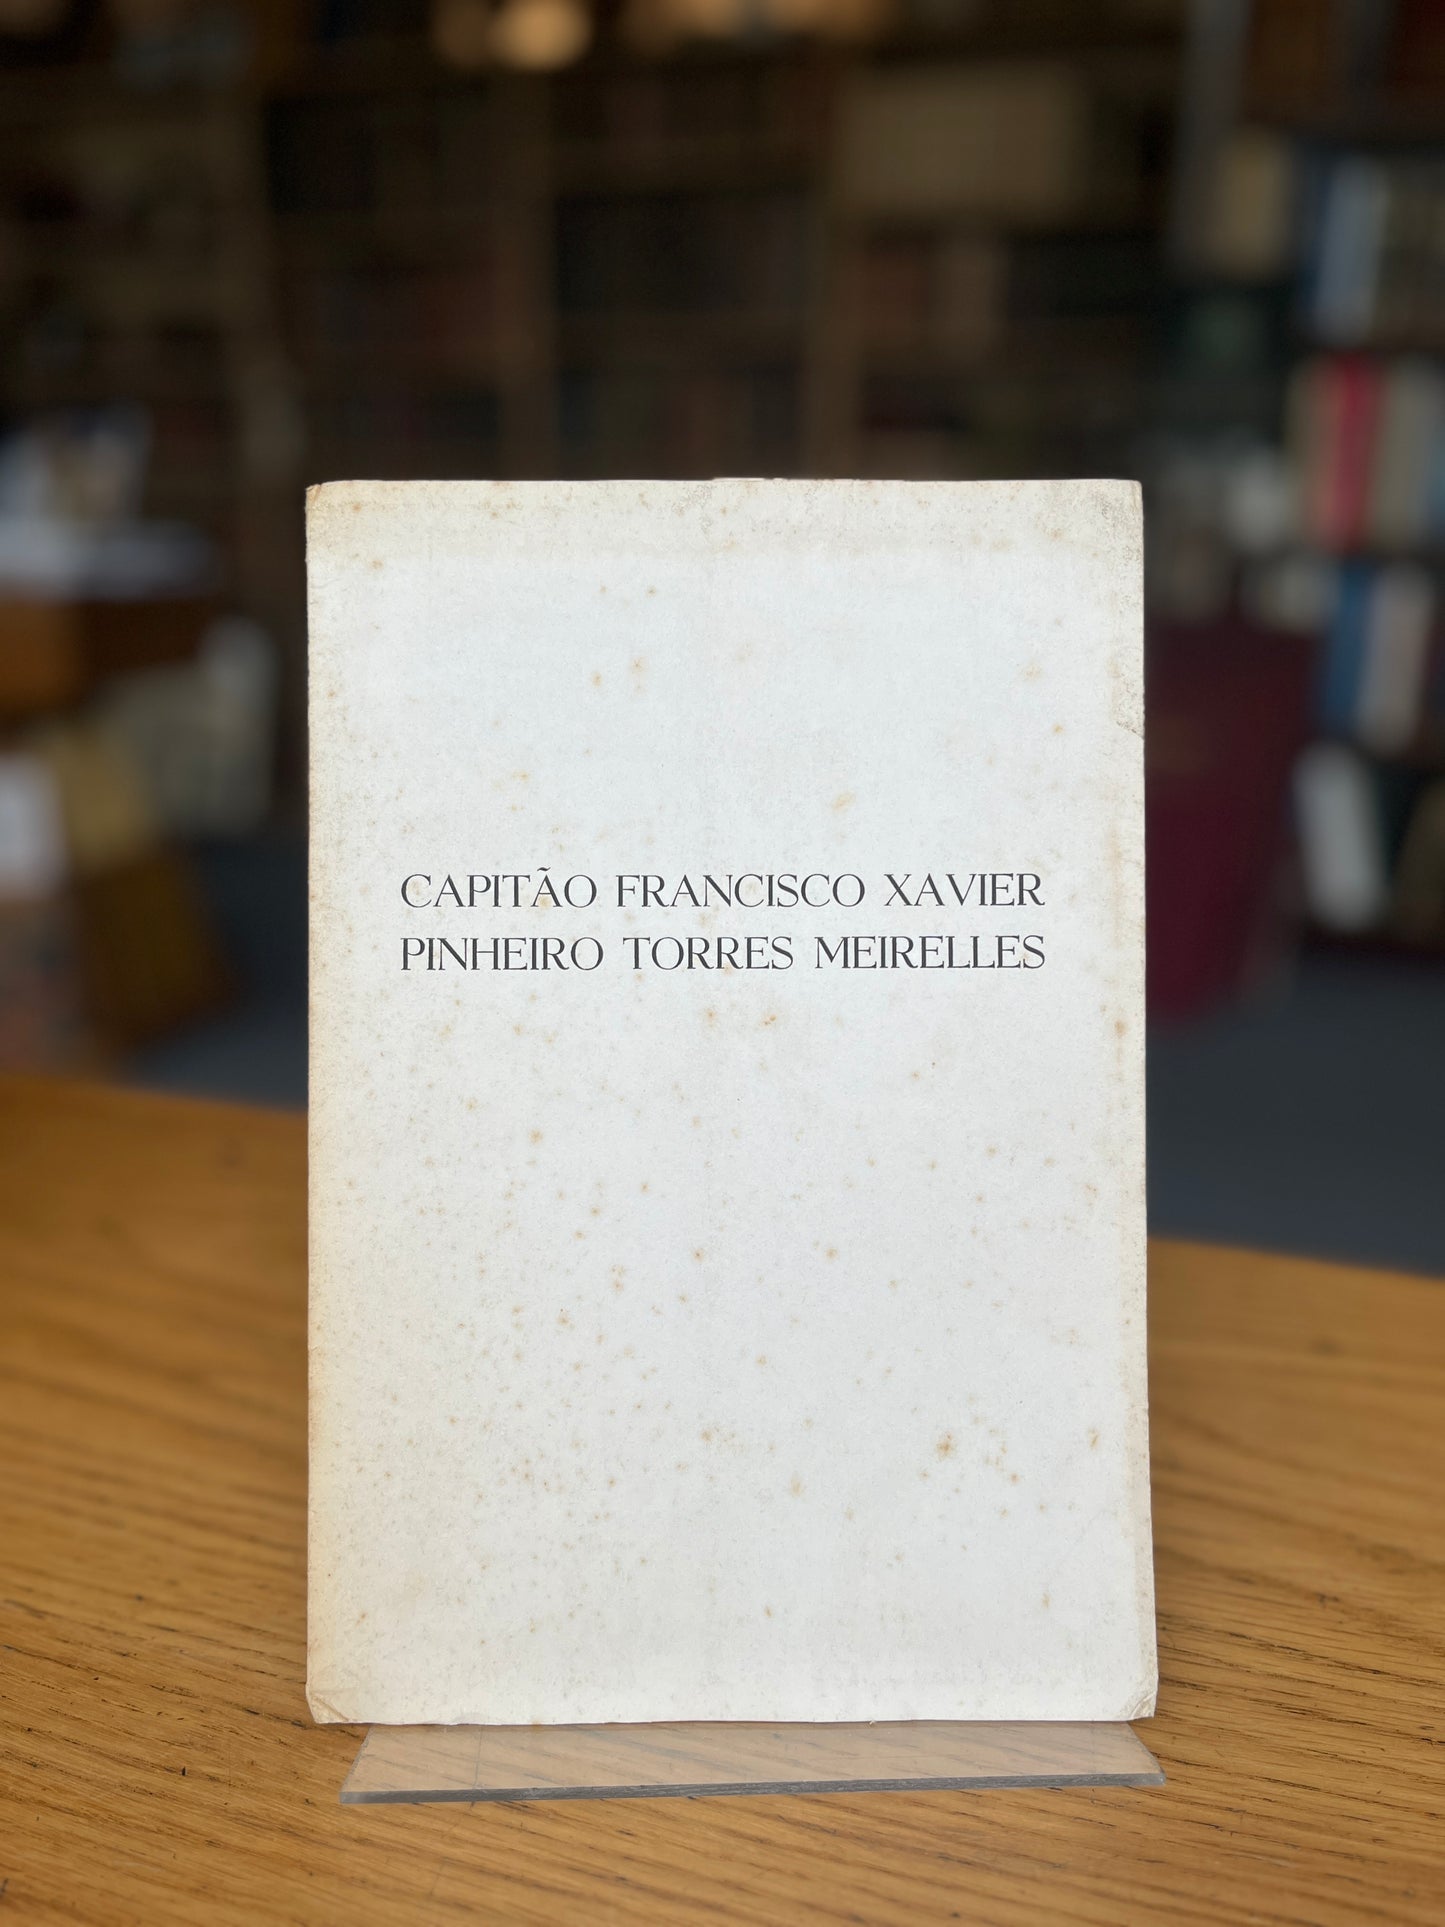 CAPITÃO FRANCISCO XAVIER
PINHEIRO TORRES MEIRELLES